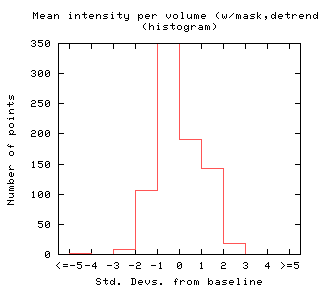 Mean intensity per volume (w/mask,detrend
(histogram)
350
300
250
200
150
100
50
0
Number of points
<=-5 -4 -3 -2 -1 0 1 2 3 4 >=5
Std. Devs. from baseline